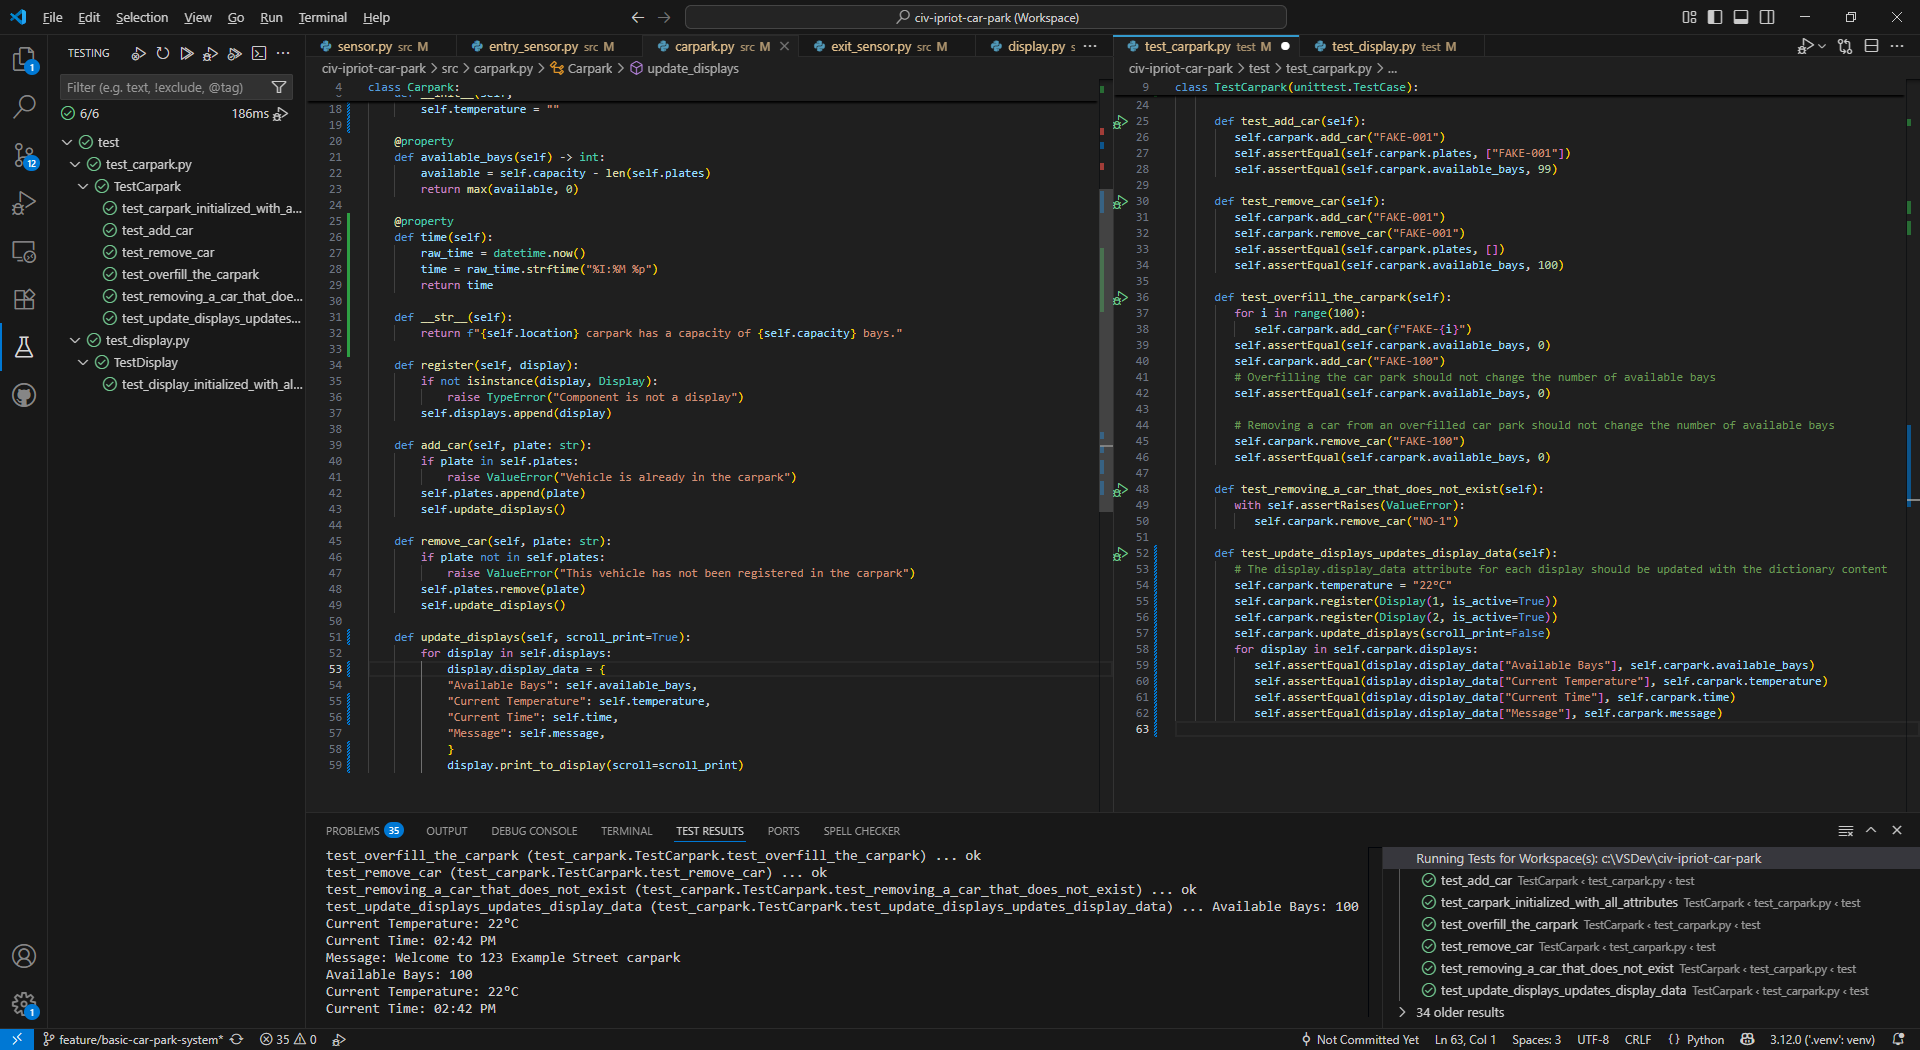 File Edit Selection View Go Run Terminal Help
civ-ipriot-car-park (Workspace)
TESTING
Filter (e.g. text, !exclude, @tag)
6/6 186ms
test
test_carpark.py
TestCarpark
test_carpark_initialized_with_a...
test_add_car
test_remove_car
test_overfill_the_carpark
test_removing_a_car_that_doe...
test_update_displays_updates...
test_display.py
TestDisplay
test_display_initialized_with_al...
1
12
1
sensor.py src M entry_sensor.py src M carpark.py src M exit_sensor.py src M display.py s
civ-ipriot-car-park > src > carpark.py > Carpark > update_displays
4 class Carpark:
18 self.temperature = ""
19
20 @property
21 def available_bays(self) -> int:
22 available = self.capacity - len(self.plates)
23 return max(available, 0)
24
25 @property
26 def time(self):
27 raw_time = datetime.now()
28 time = raw_time.strftime("%I:%M %p")
29 return time
30
31 def __str__(self):
32 return f"{self.location} carpark has a capacity of {self.capacity} bays."
33
34 def register(self, display):
35 if not isinstance(display, Display):
36 raise TypeError("Component is not a display")
37 self.displays.append(display)
38
39 def add_car(self, plate: str):
40 if plate in self.plates:
41 raise ValueError("Vehicle is already in the carpark")
42 self.plates.append(plate)
43 self.update_displays()
44
45 def remove_car(self, plate: str):
46 if plate not in self.plates:
47 raise ValueError("This vehicle has not been registered in the carpark")
48 self.plates.remove(plate)
49 self.update_displays()
50
51 def update_displays(self, scroll_print=True):
52 for display in self.displays:
53 display.display_data = {
54 "Available Bays": self.available_bays,
55 "Current Temperature": self.temperature,
56 "Current Time": self.time,
57 "Message": self.message,
58 }
59 display.print_to_display(scroll=scroll_print)
test_carpark.py test M test_display.py test M
civ-ipriot-car-park > test > test_carpark.py > ...
9 class TestCarpark(unittest.TestCase):
24
25 def test_add_car(self):
26 self.carpark.add_car("FAKE-001")
27 self.assertEqual(self.carpark.plates, ["FAKE-001"])
28 self.assertEqual(self.carpark.available_bays, 99)
29
30 def test_remove_car(self):
31 self.carpark.add_car("FAKE-001")
32 self.carpark.remove_car("FAKE-001")
33 self.assertEqual(self.carpark.plates, [])
34 self.assertEqual(self.carpark.available_bays, 100)
35
36 def test_overfill_the_carpark(self):
37 for i in range(100):
38 self.carpark.add_car(f"FAKE-{i}")
39 self.assertEqual(self.carpark.available_bays, 0)
40 self.carpark.add_car("FAKE-100")
41 # Overfilling the car park should not change the number of available bays
42 self.assertEqual(self.carpark.available_bays, 0)
43
44 # Removing a car from an overfilled car park should not change the number of available bays
45 self.carpark.remove_car("FAKE-100")
46 self.assertEqual(self.carpark.available_bays, 0)
47
48 def test_removing_a_car_that_does_not_exist(self):
49 with self.assertRaises(ValueError):
50 self.carpark.remove_car("NO-1")
51
52 def test_update_displays_updates_display_data(self):
53 # The display.display_data attribute for each display should be updated with the dictionary content
54 self.carpark.temperature = "22°C"
55 self.carpark.register(Display(1, is_active=True))
56 self.carpark.register(Display(2, is_active=True))
57 self.carpark.update_displays(scroll_print=False)
58 for display in self.carpark.displays:
59 self.assertEqual(display.display_data["Available Bays"], self.carpark.available_bays)
60 self.assertEqual(display.display_data["Current Temperature"], self.carpark.temperature)
61 self.assertEqual(display.display_data["Current Time"], self.carpark.time)
62 self.assertEqual(display.display_data["Message"], self.carpark.message)
63
PROBLEMS 35 OUTPUT DEBUG CONSOLE TERMINAL TEST RESULTS PORTS SPELL CHECKER
test_overfill_the_carpark (test_carpark.TestCarpark.test_overfill_the_carpark) ... ok
test_remove_car (test_carpark.TestCarpark.test_remove_car) ... ok
test_removing_a_car_that_does_not_exist (test_carpark.TestCarpark.test_removing_a_car_that_does_not_exist) ... ok
test_update_displays_updates_display_data (test_carpark.TestCarpark.test_update_displays_updates_display_data) ... Available Bays: 100
Current Temperature: 22°C
Current Time: 02:42 PM
Message: Welcome to 123 Example Street carpark
Available Bays: 100
Current Temperature: 22°C
Current Time: 02:42 PM
Running Tests for Workspace(s): c:\VSDev\civ-ipriot-car-park
test_add_car TestCarpark ‹ test_carpark.py ‹ test
test_carpark_initialized_with_all_attributes TestCarpark ‹ test_carpark.py ‹ test
test_overfill_the_carpark TestCarpark ‹ test_carpark.py ‹ test
test_remove_car TestCarpark ‹ test_carpark.py ‹ test
test_removing_a_car_that_does_not_exist TestCarpark ‹ test_carpark.py ‹ test
test_update_displays_updates_display_data TestCarpark ‹ test_carpark.py ‹ test
34 older results
feature/basic-car-park-system* 35 0 Not Committed Yet Ln 63, Col 1 Spaces: 3 UTF-8 CRLF { } Python 3.12.0 ('.venv': venv)